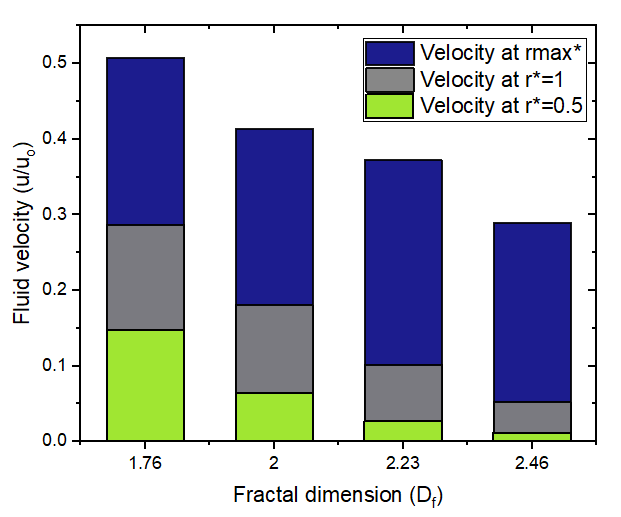 Velocity at rmax*
Velocity at r*=1
Velocity at r*=0.5
Fluid velocity (u/uo)
0.5
0.4
0.3
0.2
0.1
0.0
1.76 2 2.23 2.46
Fractal dimension (Df)